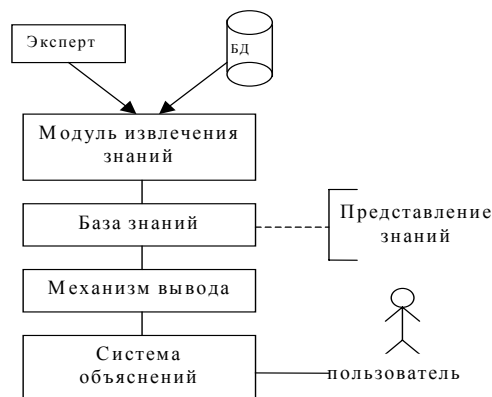 Эксперт
БД
Модуль извлечения
знаний
База знаний
Представление
знаний
Механизм вывода
Система
объяснений
пользователь